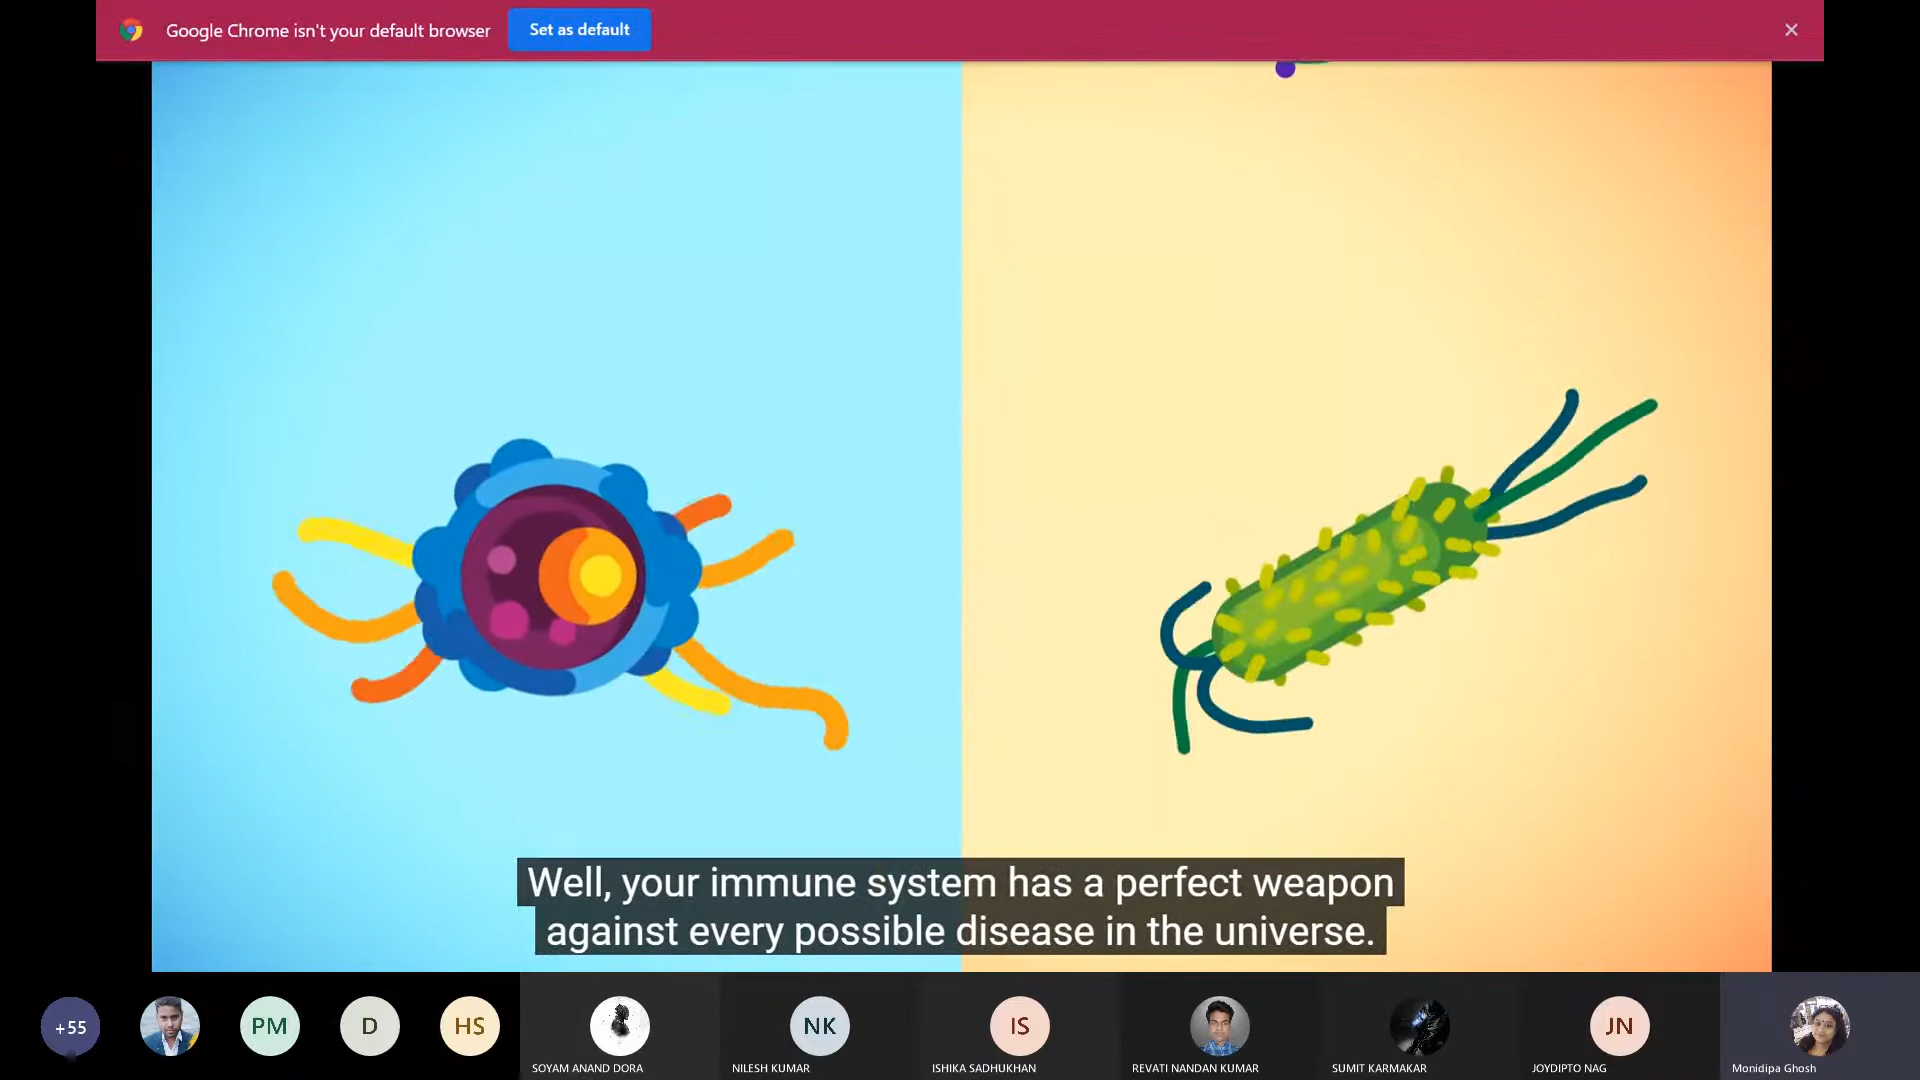 Google Chrome isn't your default browser
Set as default
Well, your immune system has a perfect weapon
against every possible disease in the universe.
+55
PM
D
HS
NK
IS
JN
SOYAM ANAND DORA
NILESH KUMAR
ISHIKA SADHUKHAN
REVATI NANDAN KUMAR
SUMIT KARMAKAR
JOYDIPTO NAG
Monidipa Ghosh